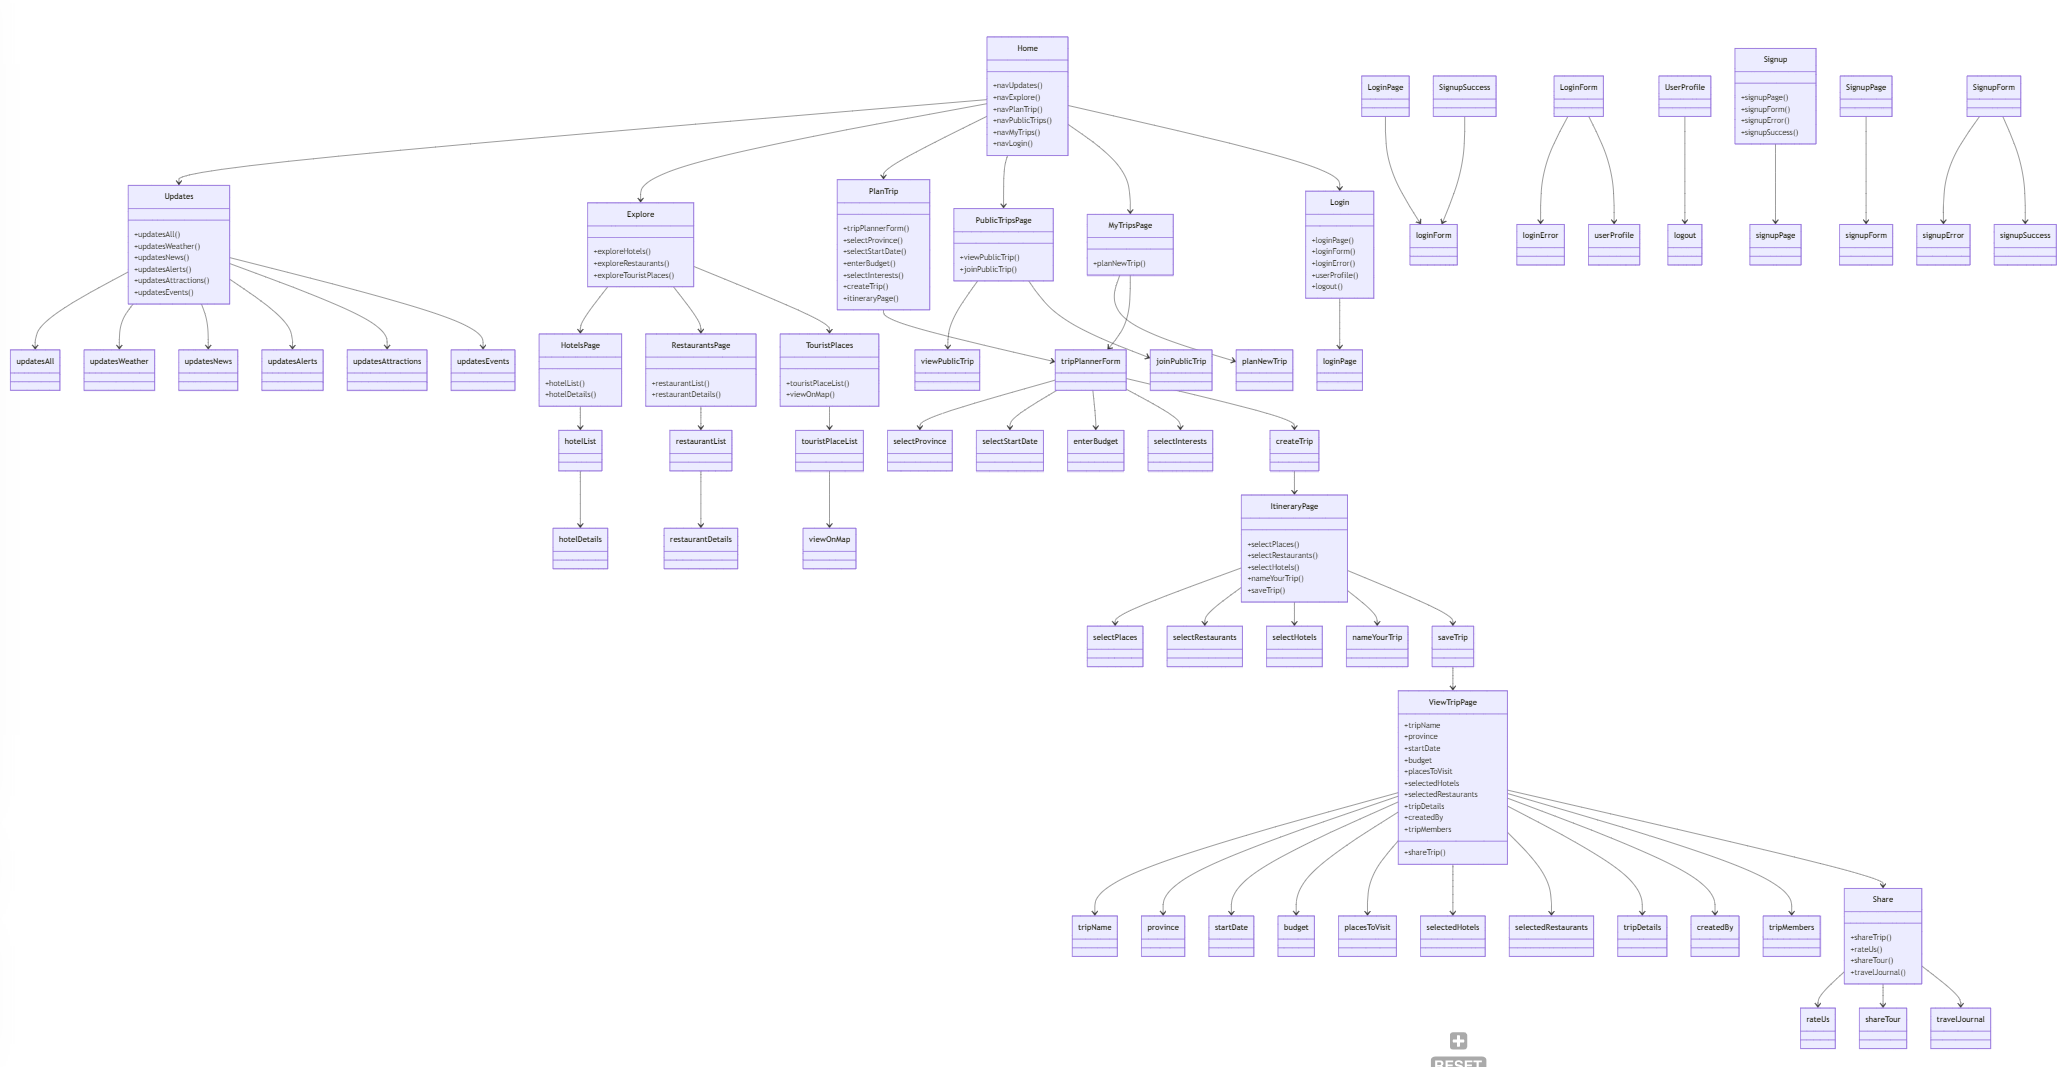 Home
+navUpdates()
+navExplore()
+navPlanTrip()
+navPublicTrips()
+navMyTrips()
+navLogin()
LoginPage
SignupSuccess
LoginForm
UserProfile
Signup
+signupPage()
+signupForm()
+signupError()
+signupSuccess()
SignupPage
SignupForm
Updates
+updatesAll()
+updatesWeather()
+updatesNews()
+updatesAlerts()
+updatesAttractions()
+updatesEvents()
Explore
+exploreHotels()
+exploreRestaurants()
+exploreTouristPlaces()
PlanTrip
+tripPlannerForm()
+selectProvince()
+selectStartDate()
+enterBudget()
+selectInterests()
+createTrip()
+itineraryPage()
PublicTripsPage
+viewPublicTrip()
+joinPublicTrip()
MyTripsPage
+planNewTrip()
Login
+loginPage()
+loginForm()
+loginError()
+userProfile()
+logout()
loginForm
loginError
userProfile
logout
signupPage
signupForm
signupError
signupSuccess
updatesAll
updatesWeather
updatesNews
updatesAlerts
updatesAttractions
updatesEvents
HotelsPage
+hotelList()
+hotelDetails()
RestaurantsPage
+restaurantList()
+restaurantDetails()
TouristPlaces
+touristPlaceList()
+viewOnMap()
viewPublicTrip
tripPlannerForm
joinPublicTrip
planNewTrip
loginPage
hotelList
restaurantList
touristPlaceList
selectProvince
selectStartDate
enterBudget
selectInterests
createTrip
hotelDetails
restaurantDetails
viewOnMap
ItineraryPage
+selectPlaces()
+selectRestaurants()
+selectHotels()
+nameYourTrip()
+saveTrip()
selectPlaces
selectRestaurants
selectHotels
nameYourTrip
saveTrip
ViewTripPage
+tripName
+province
+startDate
+budget
+placesToVisit
+selectedHotels
+selectedRestaurants
+tripDetails
+createdBy
+tripMembers
+shareTrip()
tripName
province
startDate
budget
placesToVisit
selectedHotels
selectedRestaurants
tripDetails
createdBy
tripMembers
Share
+shareTrip()
+rateUs()
+shareTour()
+travelJournal()
rateUs
shareTour
travelJournal
RESET